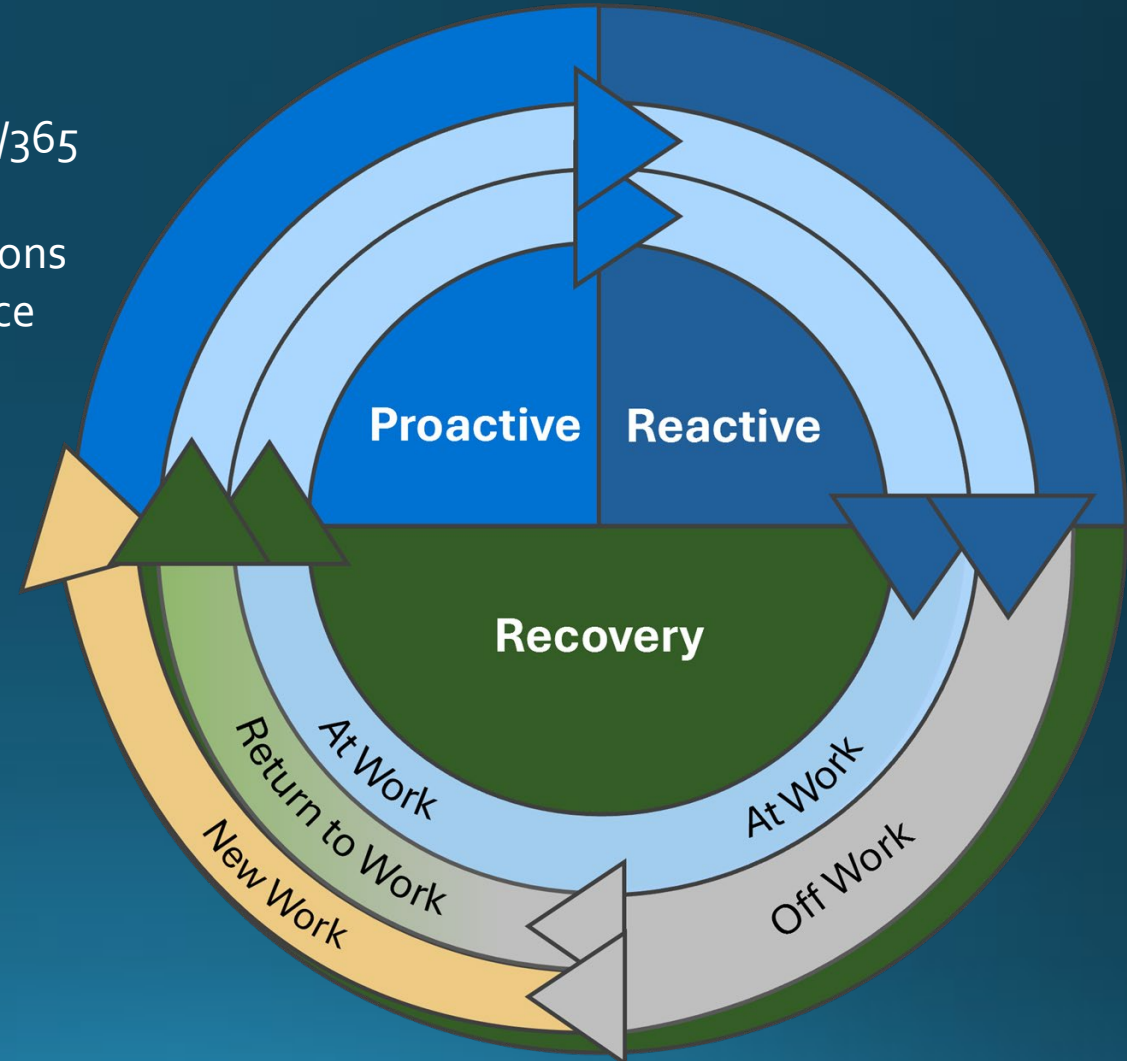 /365
ons
ce
Proactive
Reactive
Recovery
At Work
At Work
Return to Work
Off Work
New Work